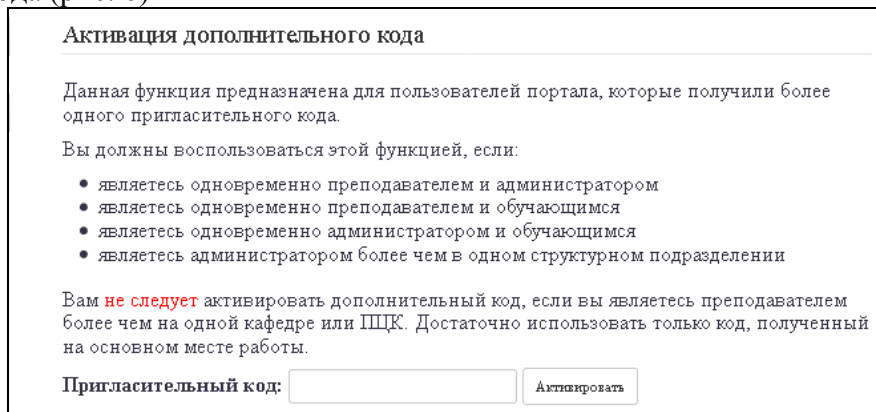 Активация дополнительного кода
Данная функция предназначена для пользователей портала, которые получили более
одного пригласительного кода.
Вы должны воспользоваться этой функцией, если:
• являетесь одновременно преподавателем и администратором
• являетесь одновременно преподавателем и обучающимся
• являетесь одновременно администратором и обучающимся
• являетесь администратором более чем в одном структурном подразделении
Вам не следует активировать дополнительный код, если вы являетесь преподавателем
более чем на одной кафедре или ПЦК. Достаточно использовать только код, полученный
на основном месте работы.
Пригласительный код: Активировать